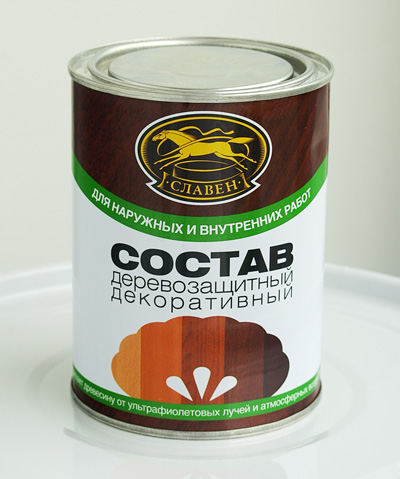 СЛАВЕН
ДЛЯ НАРУЖНЫХ И ВНУТРЕННИХ РАБОТ
СОСТАВ
деревозащитный
декоративный
древесину от ультрафиолетовых лучей и атмосферных